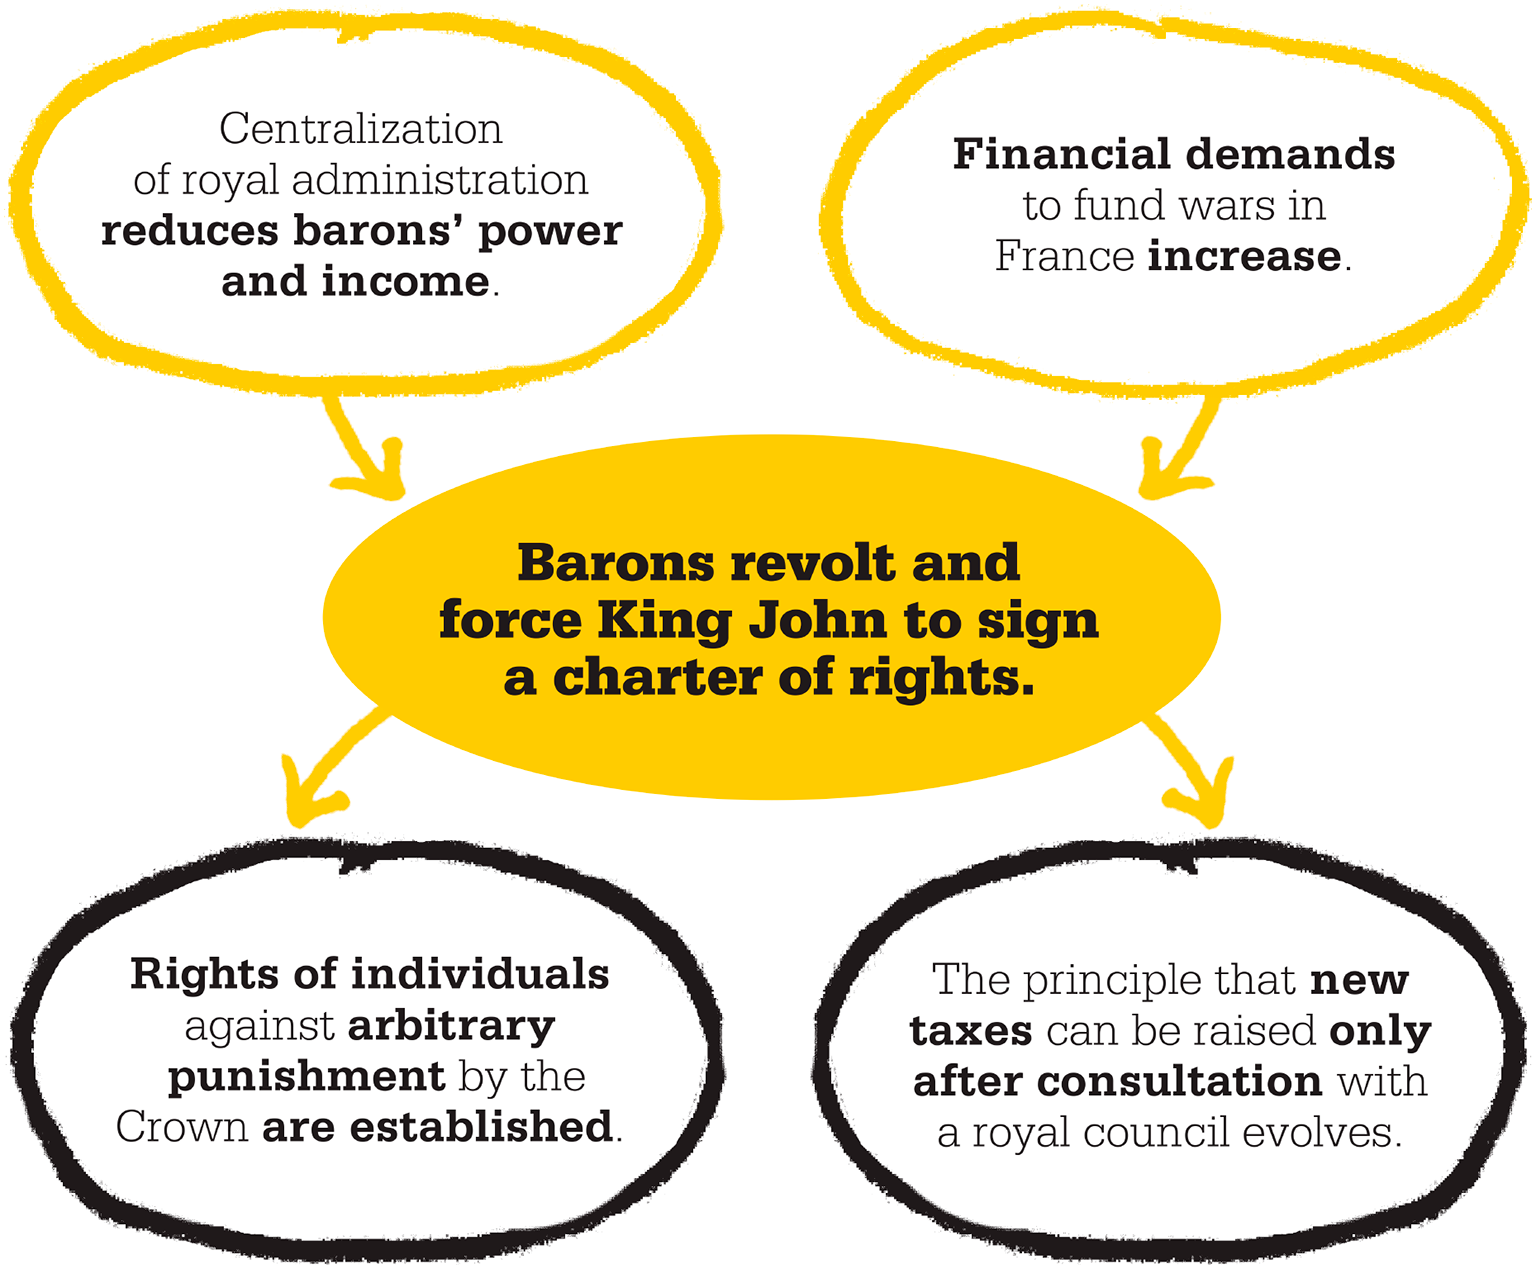 Centralization
of royal administration
reduces barons’ power
and income.
Financial demands
to fund wars in
France increase.
Barons revolt and
force King John to sign
a charter of rights.
Rights of individuals
against arbitrary
punishment by the
Crown are established.
The principle that new
taxes can be raised only
after consultation with
a royal council evolves.